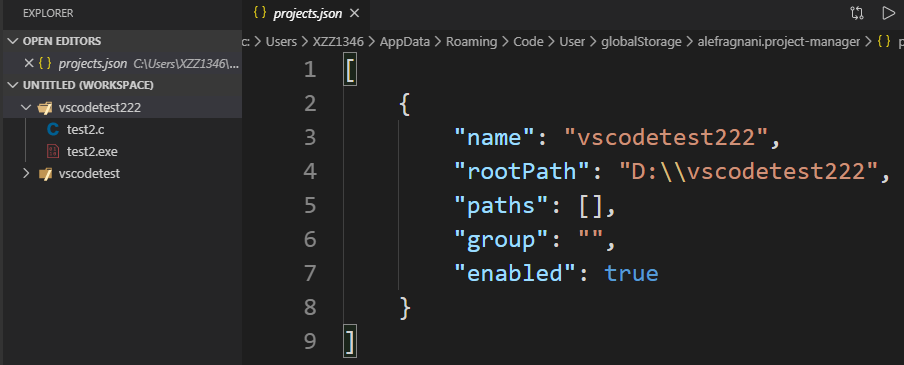 EXPLORER
OPEN EDITORS
projects.json C:\Users\XZZ1346\...
UNTITLED (WORKSPACE)
vscodetest222
C test2.c
test2.exe
vscodetest
{} projects.json
c: > Users > XZZ1346 > AppData > Roaming > Code > User > globalStorage > alefragnani.project-manager > {} p
1 [
2 {
3 "name": "vscodetest222",
4 "rootPath": "D:\\vscodetest222",
5 "paths": [],
6 "group": "",
7 "enabled": true
8 }
9 ]